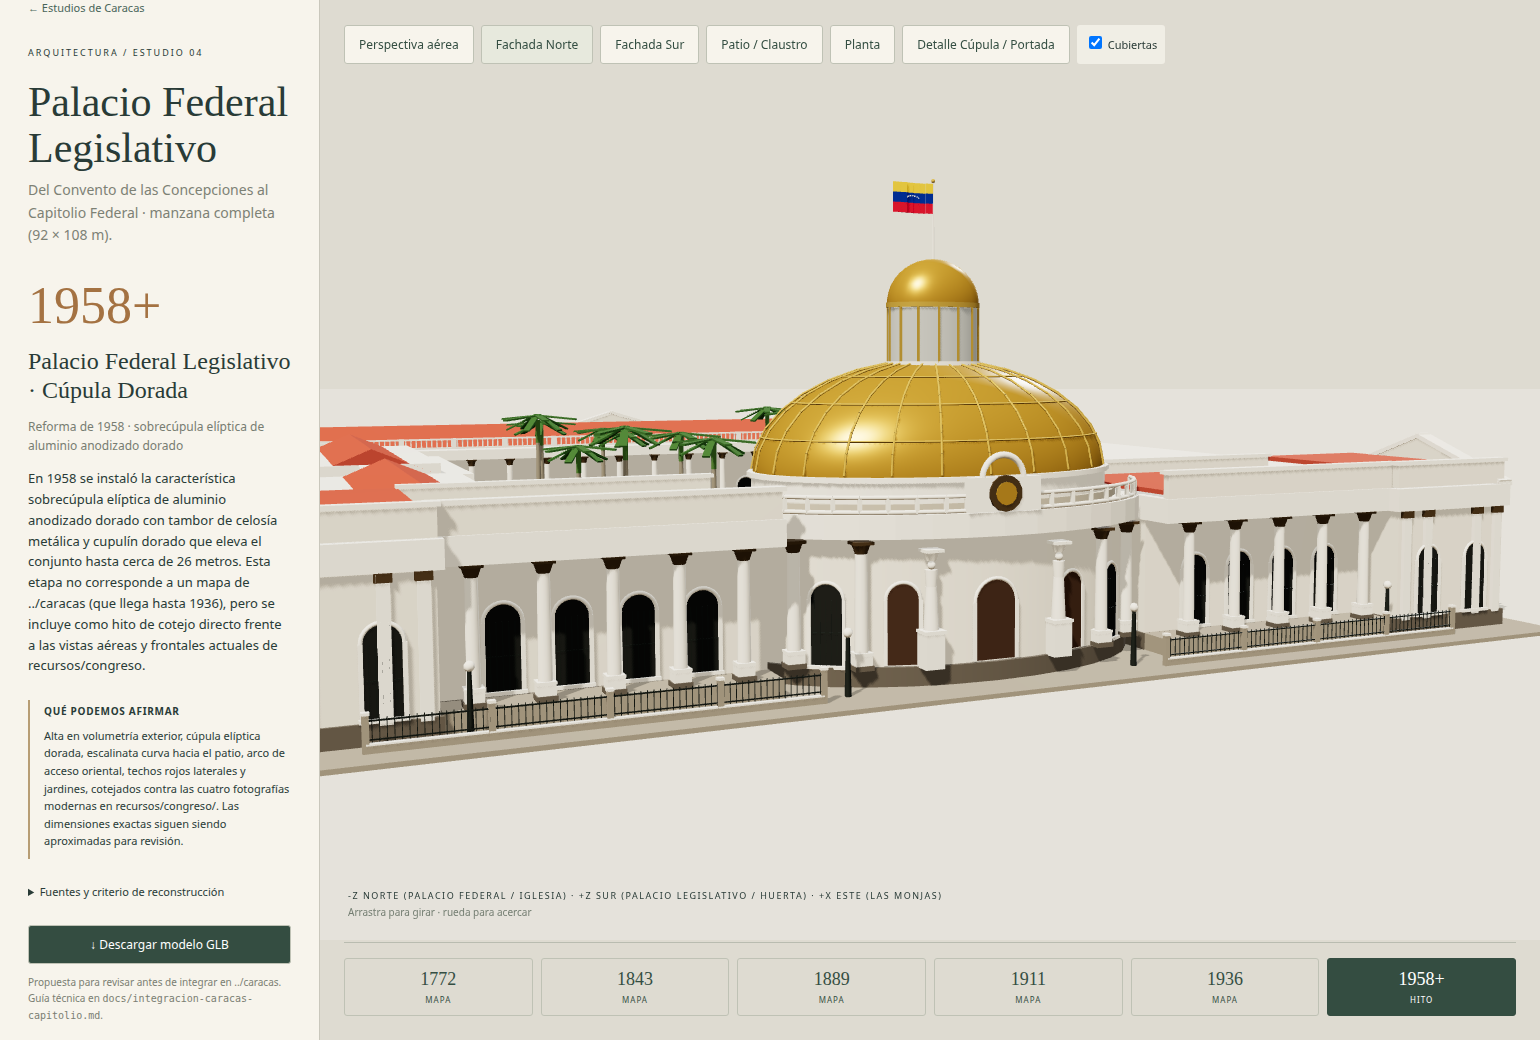 ← Estudios de Caracas
ARQUITECTURA / ESTUDIO 04
Palacio Federal
Legislativo
Del Convento de las Concepciones al
Capitolio Federal · manzana completa
(92 × 108 m).
1958+
Palacio Federal Legislativo
· Cúpula Dorada
Reforma de 1958 · sobrecúpula elíptica de
aluminio anodizado dorado
En 1958 se instaló la característica
sobrecúpula elíptica de aluminio
anodizado dorado con tambor de celosía
metálica y cupulín dorado que eleva el
conjunto hasta cerca de 26 metros. Esta
etapa no corresponde a un mapa de
../caracas (que llega hasta 1936), pero se
incluye como hito de cotejo directo frente
a las vistas aéreas y frontales actuales de
recursos/congreso.
QUÉ PODEMOS AFIRMAR
Alta en volumetría exterior, cúpula elíptica
dorada, escalinata curva hacia el patio, arco de
acceso oriental, techos rojos laterales y
jardines, cotejados contra las cuatro fotografías
modernas en recursos/congreso/. Las
dimensiones exactas siguen siendo
aproximadas para revisión.
▶ Fuentes y criterio de reconstrucción
↓ Descargar modelo GLB
Propuesta para revisar antes de integrar en ../caracas.
Guía técnica en docs/integracion-caracas-
capitolio.md.
Perspectiva aérea
Fachada Norte
Fachada Sur
Patio / Claustro
Planta
Detalle Cúpula / Portada
Cubiertas
-Z NORTE (PALACIO FEDERAL / IGLESIA) · +Z SUR (PALACIO LEGISLATIVO / HUERTA) · +X ESTE (LAS MONJAS)
Arrastra para girar · rueda para acercar
1772
MAPA
1843
MAPA
1889
MAPA
1911
MAPA
1936
MAPA
1958+
HITO